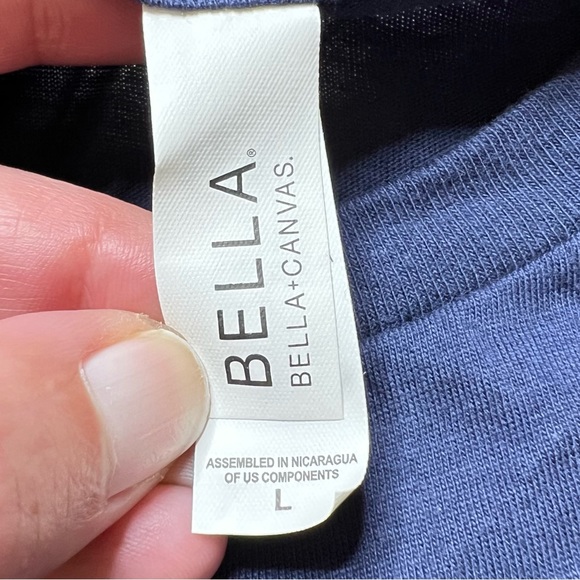 BELLA®
BELLA+CANVAS.
ASSEMBLED IN NICARAGUA
OF US COMPONENTS
L